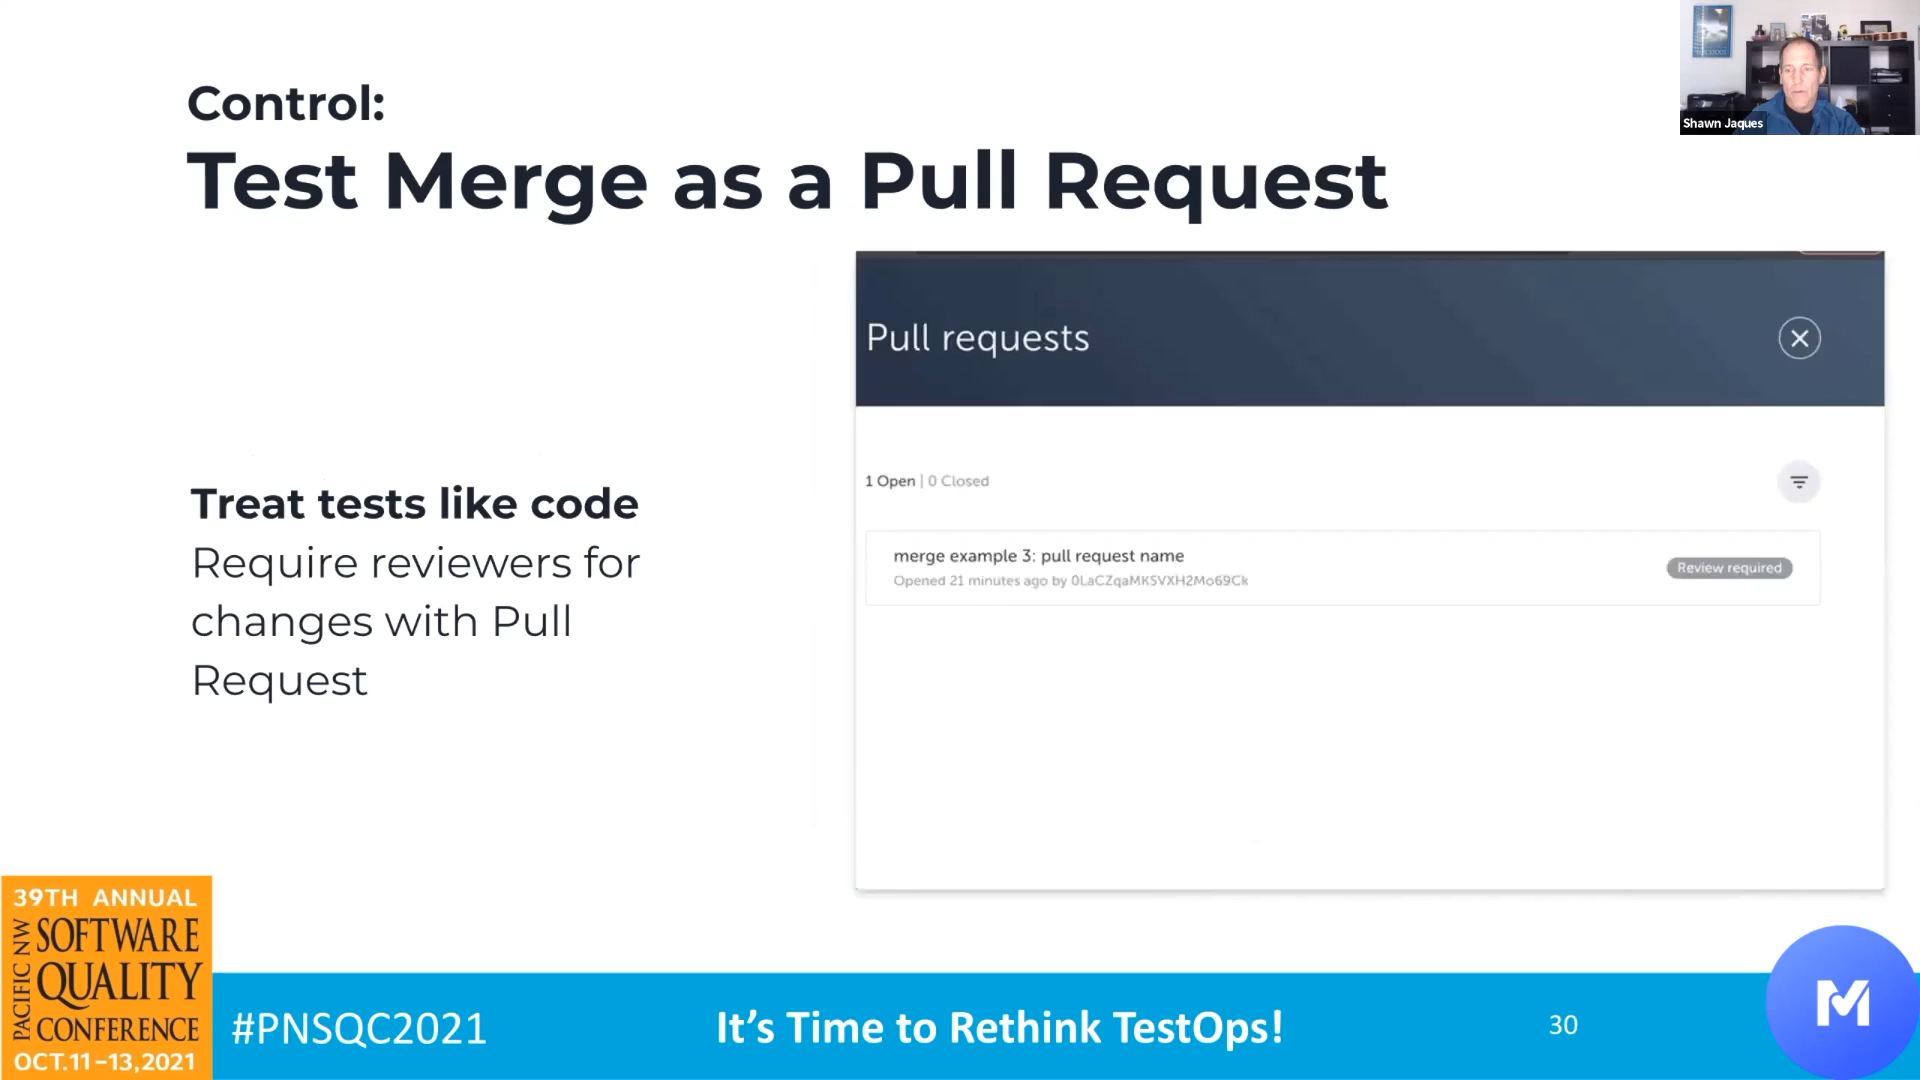 Control:
Test Merge as a Pull Request
Shawn Jaques
Treat tests like code
Require reviewers for
changes with Pull
Request
Pull requests
1 Open | 0 Closed
merge example 3: pull request name
Opened 21 minutes ago by 0LaCZqaMKSVXH2Mo69Ck
Review required
39TH ANNUAL
PACIFIC NW
SOFTWARE
QUALITY
CONFERENCE
OCT.11–13,2021
#PNSQC2021
It’s Time to Rethink TestOps!
30